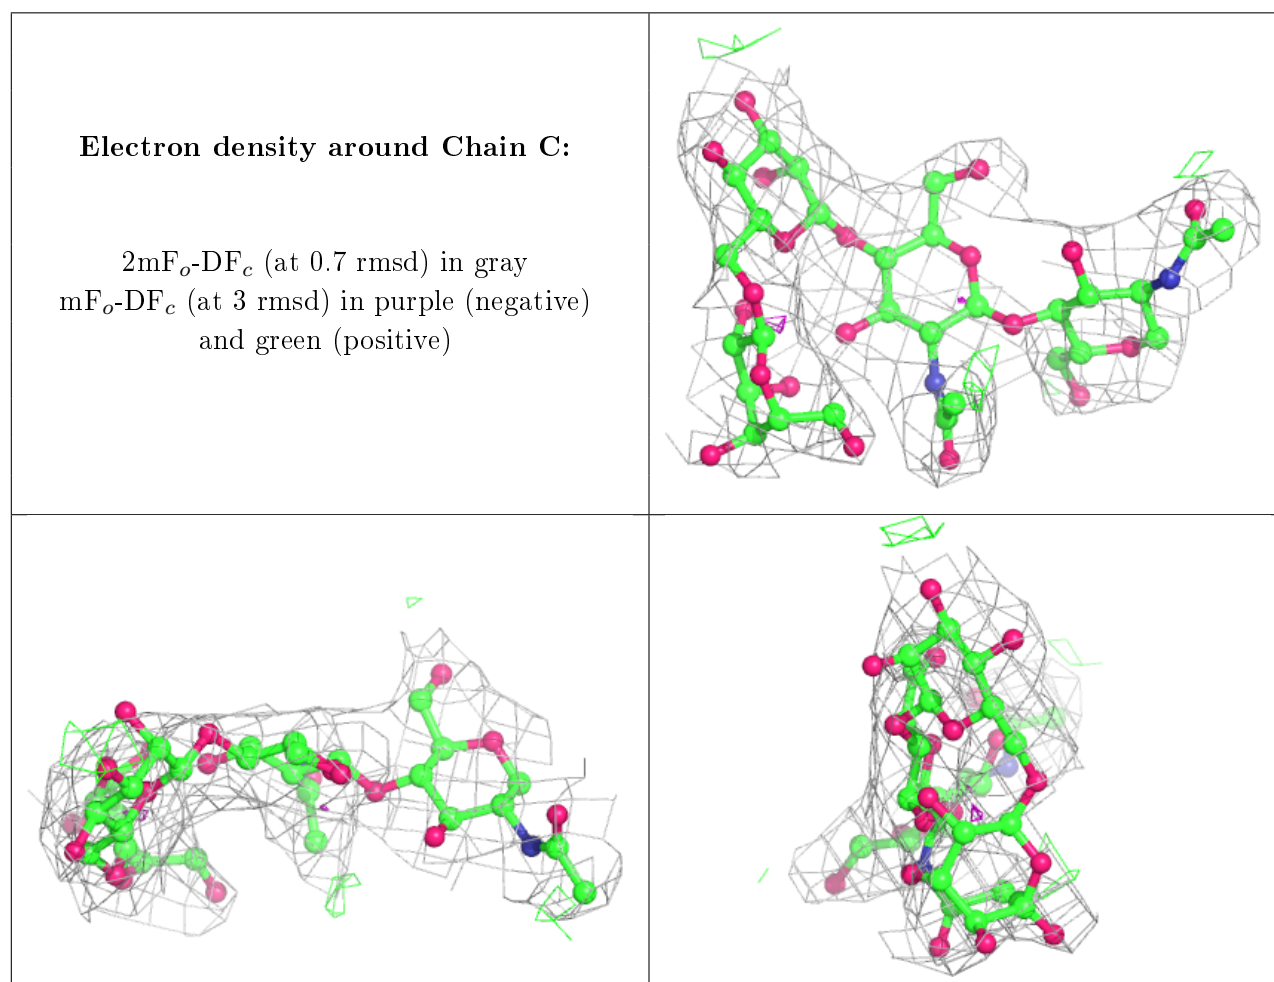 Electron density around Chain C:
2mFo-DFc (at 0.7 rmsd) in gray
mFo-DFc (at 3 rmsd) in purple (negative)
and green (positive)